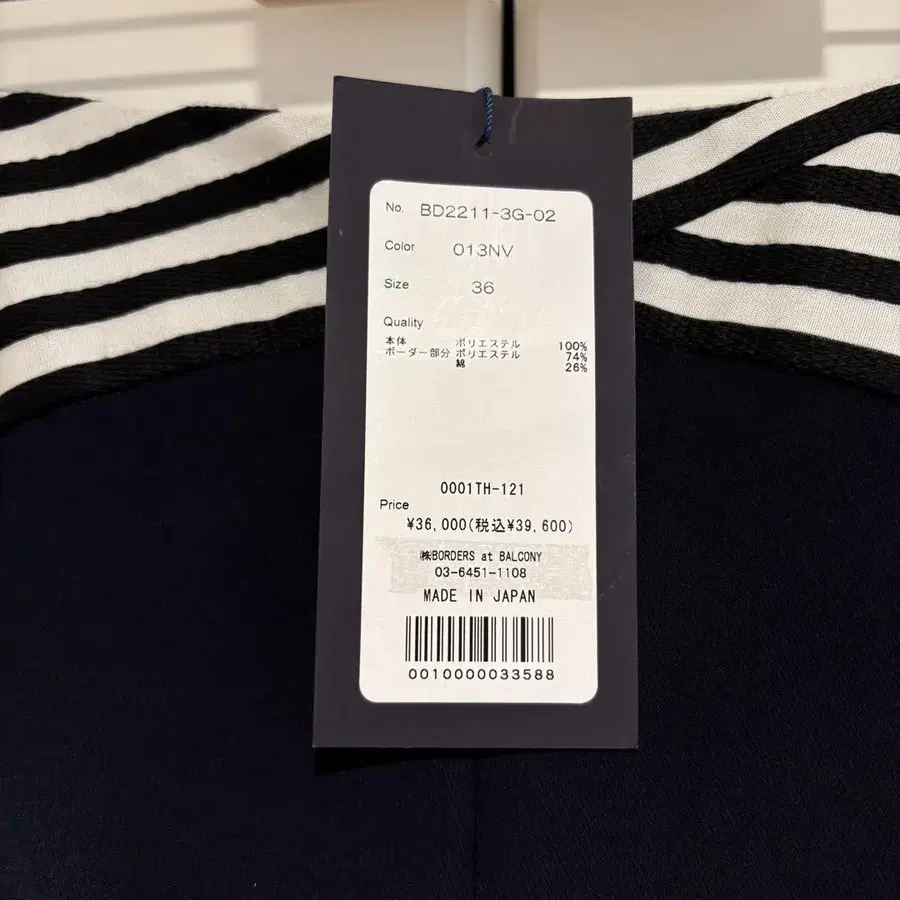 No. BD2211-3G-02
Color 013NV
Size 36
Quality
本体 ポリエステル 100%
ボーダー部分 ポリエステル 74%
綿 26%
0001TH-121
Price
¥36,000(税込¥39,600)
㈱BORDERS at BALCONY
03-6451-1108
MADE IN JAPAN
0010000033588